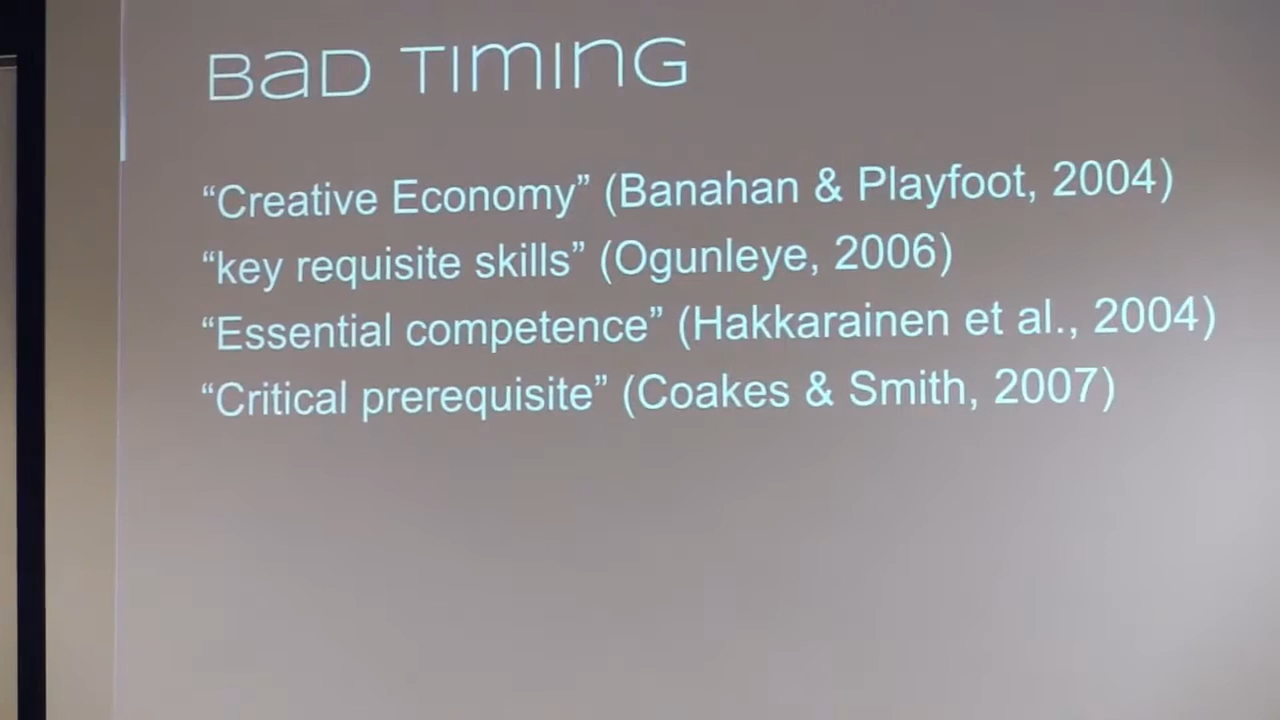 Bad Timing
“Creative Economy” (Banahan & Playfoot, 2004)
“key requisite skills” (Ogunleye, 2006)
“Essential competence” (Hakkarainen et al., 2004)
“Critical prerequisite” (Coakes & Smith, 2007)